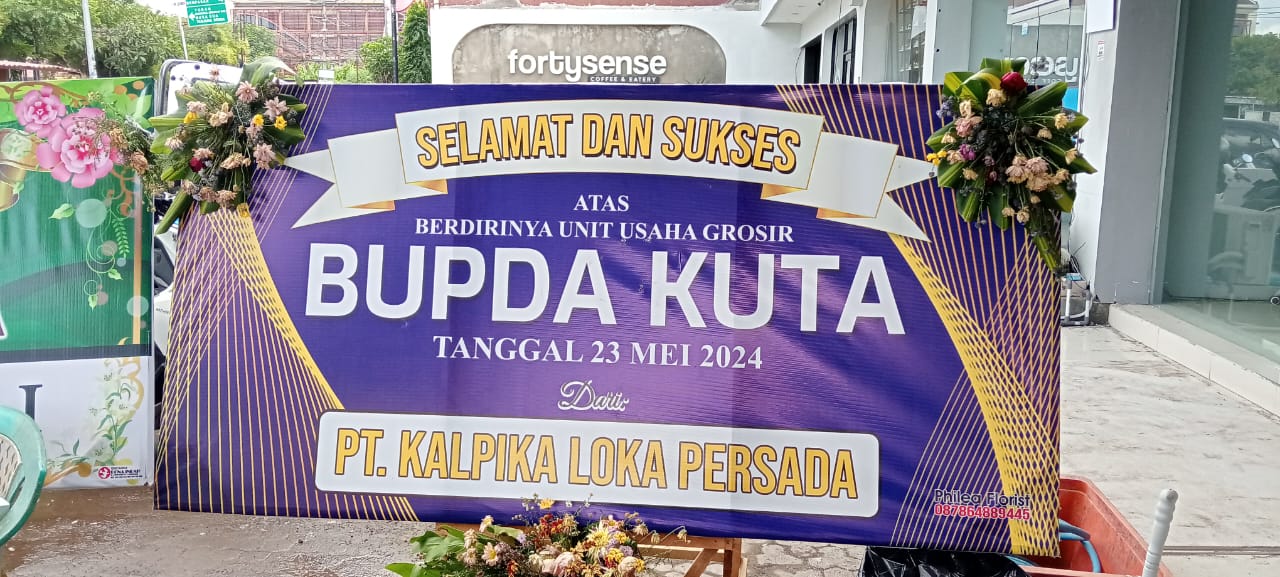 fortysense
COFFEE & EATERY
SELAMAT DAN SUKSES
ATAS
BERDIRINYA UNIT USAHA GROSIR
BUPDA KUTA
TANGGAL 23 MEI 2024
Dari:
PT. KALPIKA LOKA PERSADA
Philea Florist
087864889445